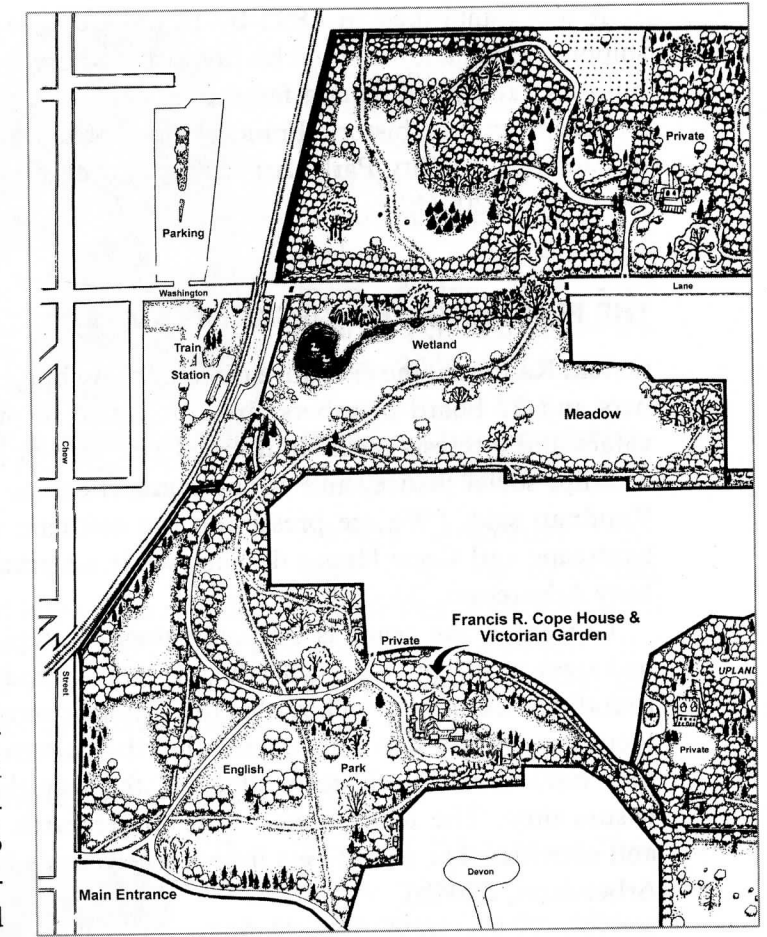 Private
Parking
Washington
Lane
Train
Station
Wetland
Meadow
Chew
Street
Francis R. Cope House &
Victorian Garden
Private
UPLAND
Private
English
Park
Devon
Main Entrance